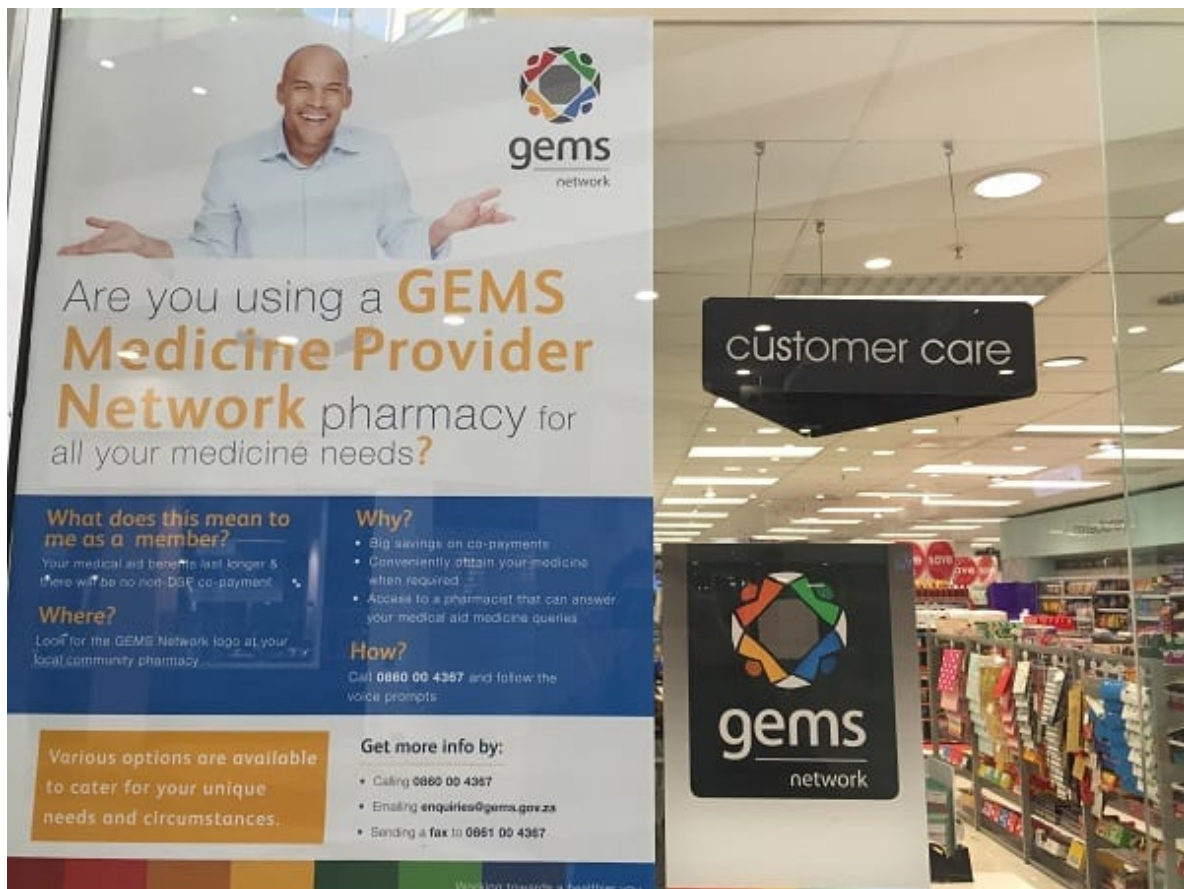 gems
network
Are you using a GEMS
Medicine Provider
Network pharmacy for
all your medicine needs?
What does this mean to
me as a member?
Your medical aid benefits last longer &
there will be no non-DSP co-payment
Where?
Look for the GEMS Network logo at your
local community pharmacy
Why?
• Big savings on co-payments
• Conveniently obtain your medicine
when required
• Access to a pharmacist that can answer
your medical aid medicine queries
How?
Call 0860 00 4367 and follow the
voice prompts
Various options are available
to cater for your unique
needs and circumstances.
Get more info by:
• Calling 0860 00 4367
• Emailing enquiries@gems.gov.za
• Sending a fax to 0861 00 4367
Working towards a healthier you
customer care
save
save
gems
network